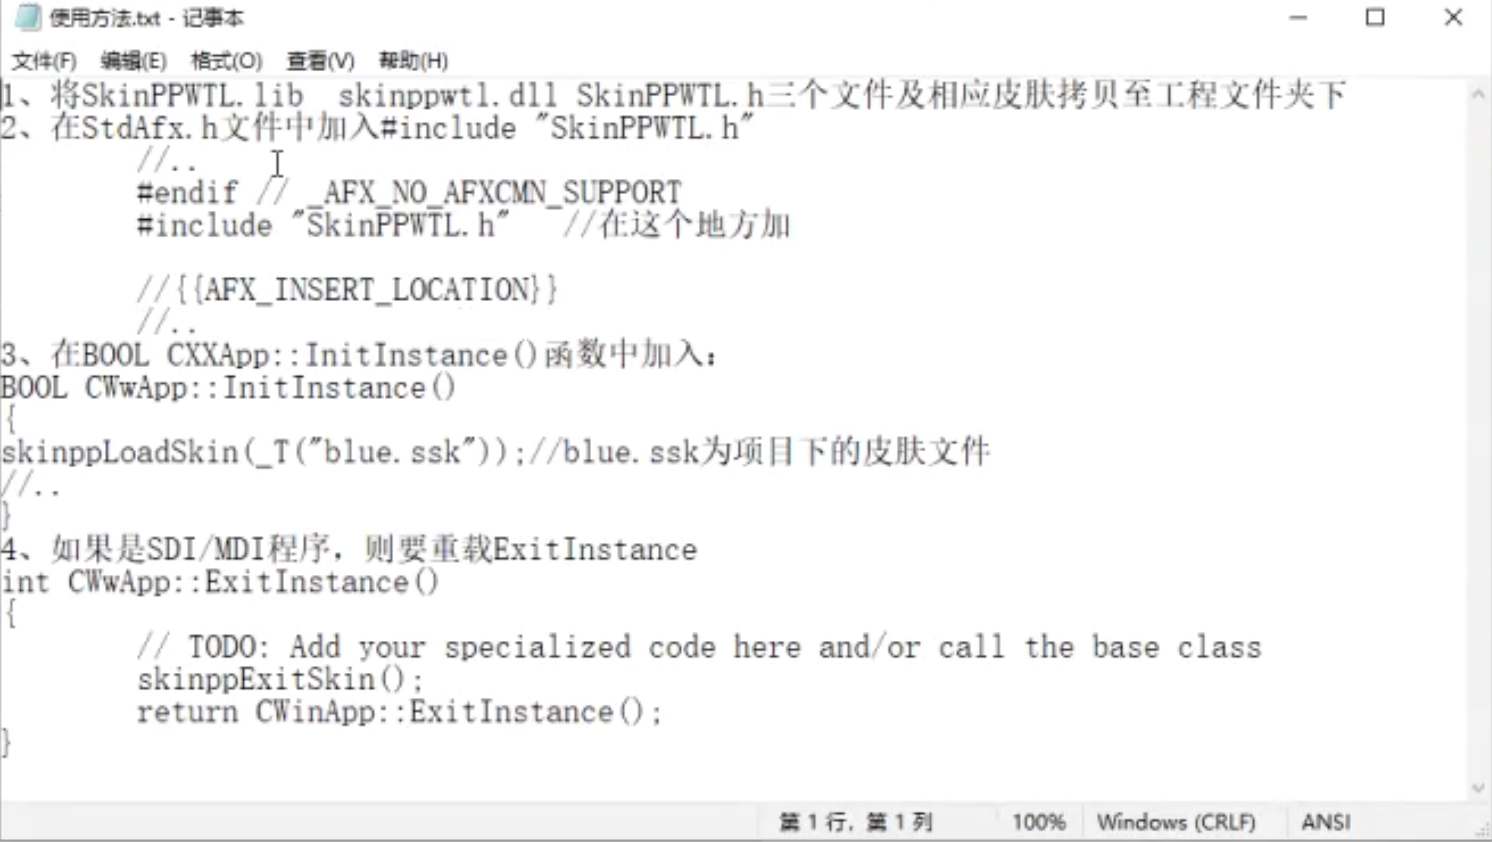 使用方法.txt - 记事本
文件(F) 编辑(E) 格式(O) 查看(V) 帮助(H)
1、将SkinPPWTL.lib  skinppwtl.dll SkinPPWTL.h三个文件及相应皮肤拷贝至工程文件夹下
2、在StdAfx.h文件中加入#include "SkinPPWTL.h"
//..
#endif // _AFX_NO_AFXCMN_SUPPORT
#include "SkinPPWTL.h"   //在这个地方加
//{{AFX_INSERT_LOCATION}}
//..
3、在BOOL CXXApp::InitInstance()函数中加入：
BOOL CWwApp::InitInstance()
{
skinppLoadSkin(_T("blue.ssk"));//blue.ssk为项目下的皮肤文件
//..
}
4、如果是SDI/MDI程序，则要重载ExitInstance
int CWwApp::ExitInstance()
{
// TODO: Add your specialized code here and/or call the base class
skinppExitSkin();
return CWinApp::ExitInstance();
}
第 1 行, 第 1 列 100% Windows (CRLF) ANSI